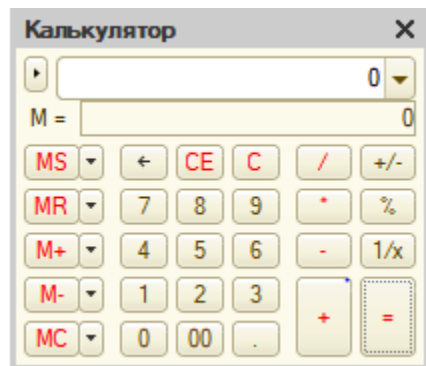 Калькулятор
0
M = 0
MS ← CE C / +/-
MR 7 8 9 * %
M+ 4 5 6 - 1/x
M- 1 2 3 + =
MC 0 00 .